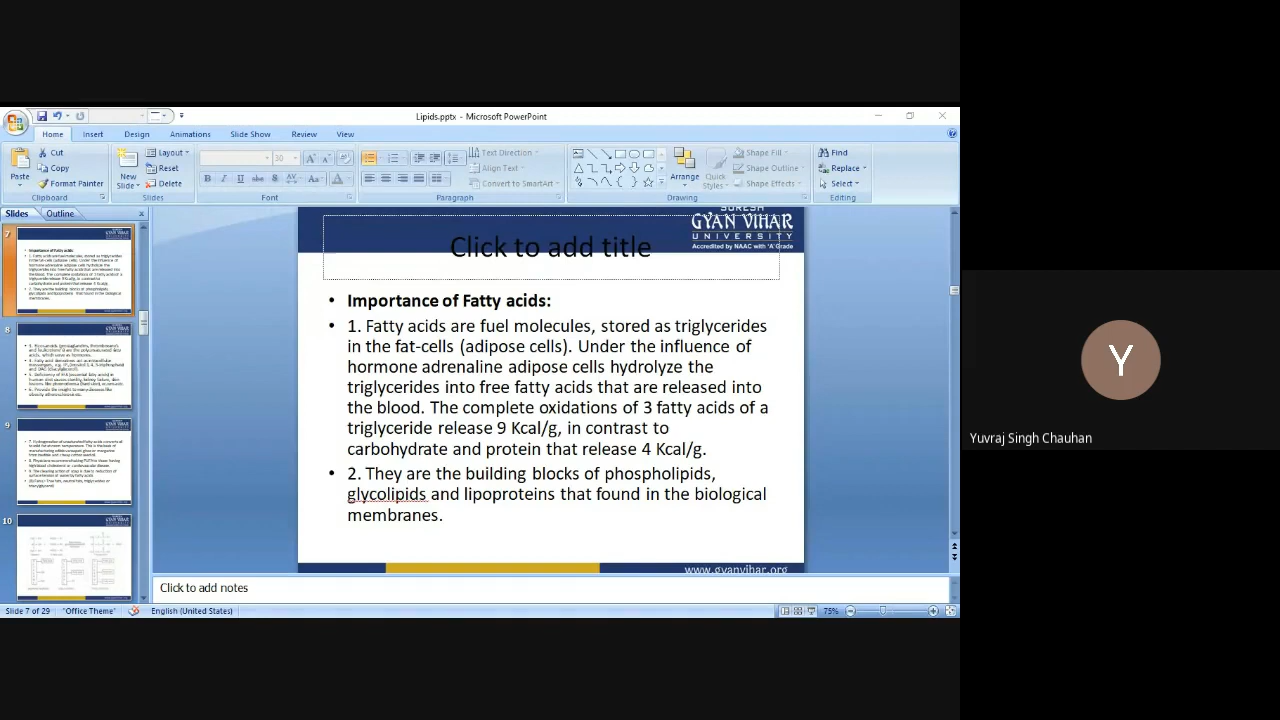 Lipids.pptx - Microsoft PowerPoint
Home Insert Design Animations Slide Show Review View
Paste
Cut
Copy
Format Painter
Clipboard
New Slide
Layout
Reset
Delete
Slides
30
Font
Text Direction
Align Text
Convert to SmartArt
Paragraph
Arrange
Quick Styles
Shape Fill
Shape Outline
Shape Effects
Drawing
Find
Replace
Select
Editing
Slides Outline
7
8
9
10
SURESH
GYAN VIHAR
UNIVERSITY
Accredited by NAAC with 'A' Grade
Click to add title
• Importance of Fatty acids:
• 1. Fatty acids are fuel molecules, stored as triglycerides
in the fat-cells (adipose cells). Under the influence of
hormone adrenaline adipose cells hydrolyze the
triglycerides into free fatty acids that are released into
the blood. The complete oxidations of 3 fatty acids of a
triglyceride release 9 Kcal/g, in contrast to
carbohydrate and protein that release 4 Kcal/g.
• 2. They are the building blocks of phospholipids,
glycolipids and lipoproteins that found in the biological
membranes.
www.gyanvihar.org
Click to add notes
Slide 7 of 29 "Office Theme" English (United States) 75%
Y
Yuvraj Singh Chauhan